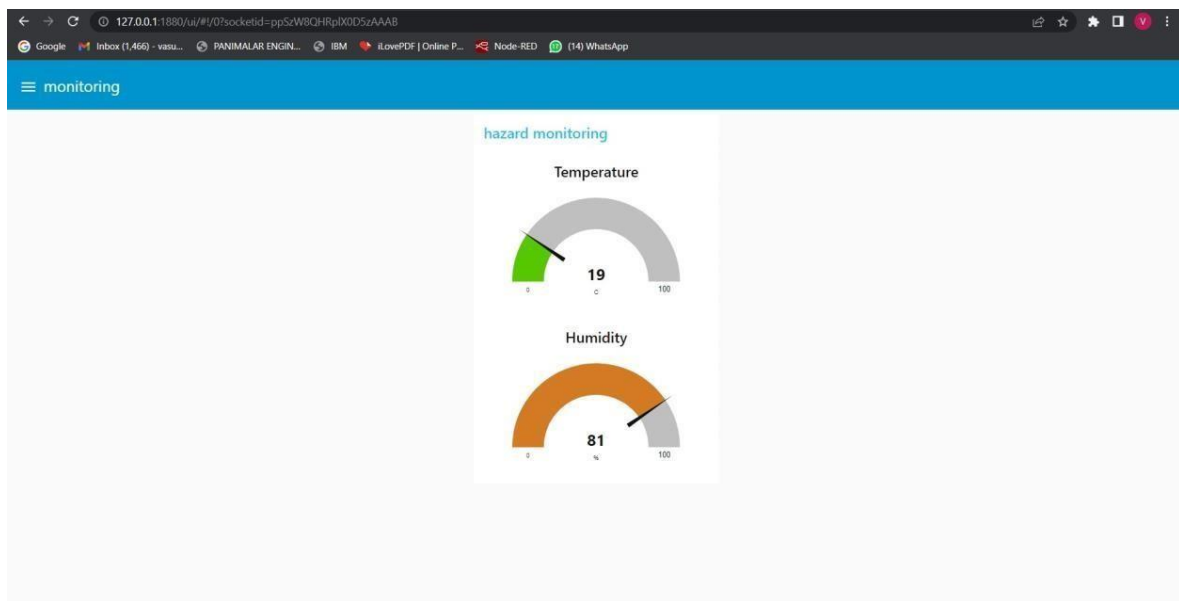 127.0.0.1:1880/ui/#!/0?socketid=pp5zW8QHRplX0D5zAAAB
Google Inbox (1,466) - vasu... PANIMALAR ENGIN... IBM iLovePDF | Online P... Node-RED (14) WhatsApp
V
monitoring
hazard monitoring
Temperature
19
0 C 100
Humidity
81
0 % 100